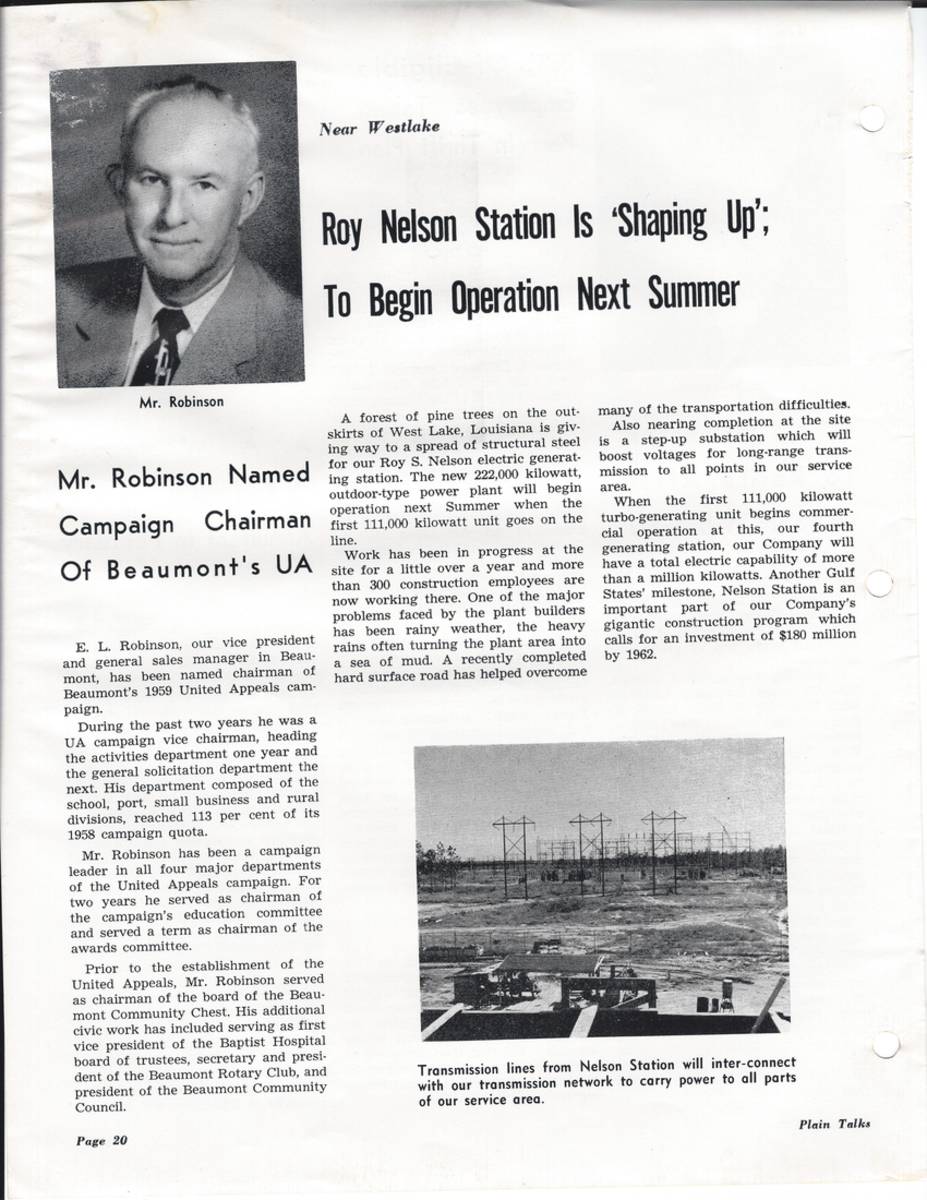 Mr. Robinson
Mr. Robinson Named
Campaign Chairman
Of Beaumont's UA
E. L. Robinson, our vice president
and general sales manager in Beau-
mont, has been named chairman of
Beaumont's 1959 United Appeals cam-
paign.
During the past two years he was a
UA campaign vice chairman, heading
the activities department one year and
the general solicitation department the
next. His department composed of the
school, port, small business and rural
divisions, reached 113 per cent of its
1958 campaign quota.
Mr. Robinson has been a campaign
leader in all four major departments
of the United Appeals campaign. For
two years he served as chairman of
the campaign's education committee
and served a term as chairman of the
awards committee.
Prior to the establishment of the
United Appeals, Mr. Robinson served
as chairman of the board of the Beau-
mont Community Chest. His additional
civic work has included serving as first
vice president of the Baptist Hospital
board of trustees, secretary and presi-
dent of the Beaumont Rotary Club, and
president of the Beaumont Community
Council.
Near Westlake
Roy Nelson Station Is 'Shaping Up';
To Begin Operation Next Summer
A forest of pine trees on the out-
skirts of West Lake, Louisiana is giv-
ing way to a spread of structural steel
for our Roy S. Nelson electric generat-
ing station. The new 222,000 kilowatt,
outdoor-type power plant will begin
operation next Summer when the
first 111,000 kilowatt unit goes on the
line.
Work has been in progress at the
site for a little over a year and more
than 300 construction employees are
now working there. One of the major
problems faced by the plant builders
has been rainy weather, the heavy
rains often turning the plant area into
a sea of mud. A recently completed
hard surface road has helped overcome
many of the transportation difficulties.
Also nearing completion at the site
is a step-up substation which will
boost voltages for long-range trans-
mission to all points in our service
area.
When the first 111,000 kilowatt
turbo-generating unit begins commer-
cial operation at this, our fourth
generating station, our Company will
have a total electric capability of more
than a million kilowatts. Another Gulf
States' milestone, Nelson Station is an
important part of our Company's
gigantic construction program which
calls for an investment of $180 million
by 1962.
Transmission lines from Nelson Station will inter-connect
with our transmission network to carry power to all parts
of our service area.
Page 20
Plain Talks